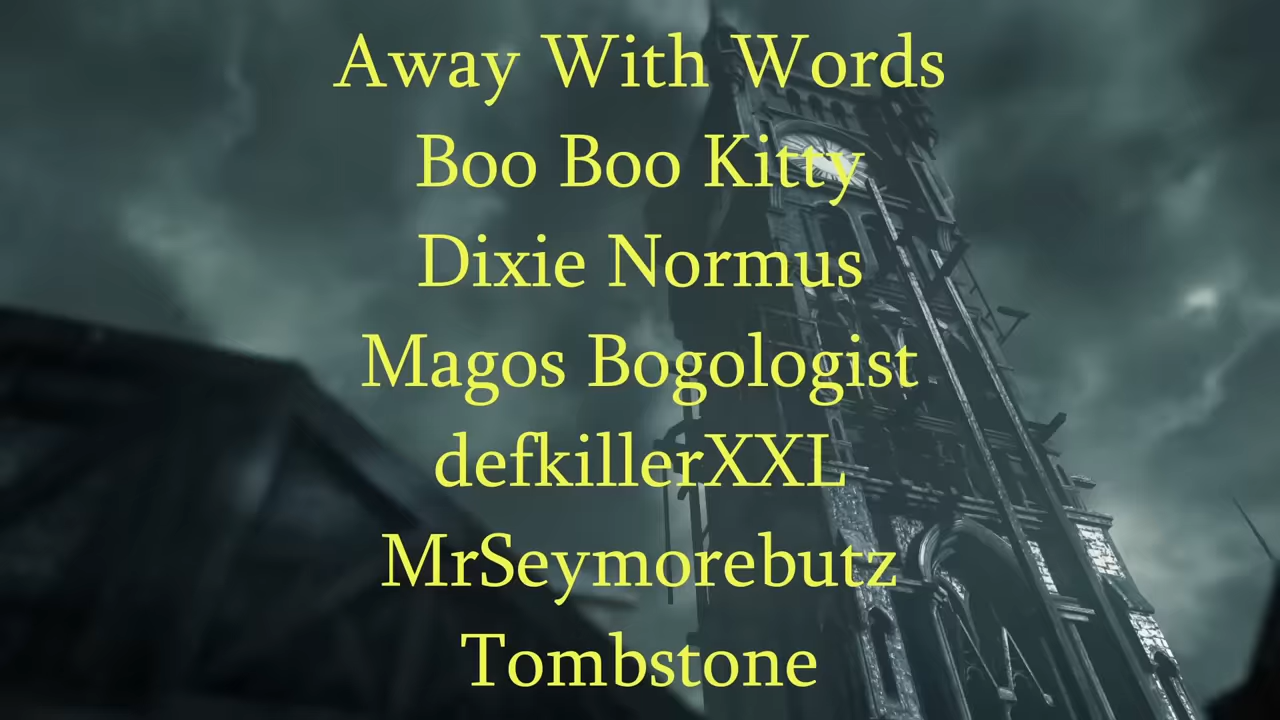 Away With Words
Boo Boo Kitty
Dixie Normus
Magos Bogologist
defkillerXXL
MrSeymorebutz
Tombstone